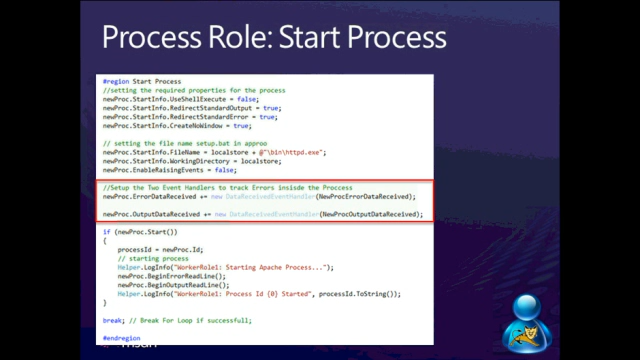 Process Role: Start Process
#region Start Process
//setting the required properties for the process
newProc.StartInfo.UseShellExecute = false;
newProc.StartInfo.RedirectStandardOutput = true;
newProc.StartInfo.RedirectStandardError = true;
newProc.StartInfo.CreateNoWindow = true;
// setting the file name setup.bat in approo
newProc.StartInfo.FileName = localstore + @"\bin\httpd.exe";
newProc.StartInfo.WorkingDirectory = localstore;
newProc.EnableRaisingEvents = false;
//Setup the Two Event Handlers to track Errors insisde the Proccess
newProc.ErrorDataReceived += new DataReceivedEventHandler(NewProcErrorDataReceived);
newProc.OutputDataReceived += new DataReceivedEventHandler(NewProcOutputDataReceived);
if (newProc.Start())
{
processId = newProc.Id;
// starting process
Helper.LogInfo("WorkerRole1: Starting Apache Process...");
newProc.BeginErrorReadLine();
newProc.BeginOutputReadLine();
Helper.LogInfo("WorkerRole1: Process Id {0} Started", processId.ToString());
}
break; // Break For Loop if successfull;
#endregion